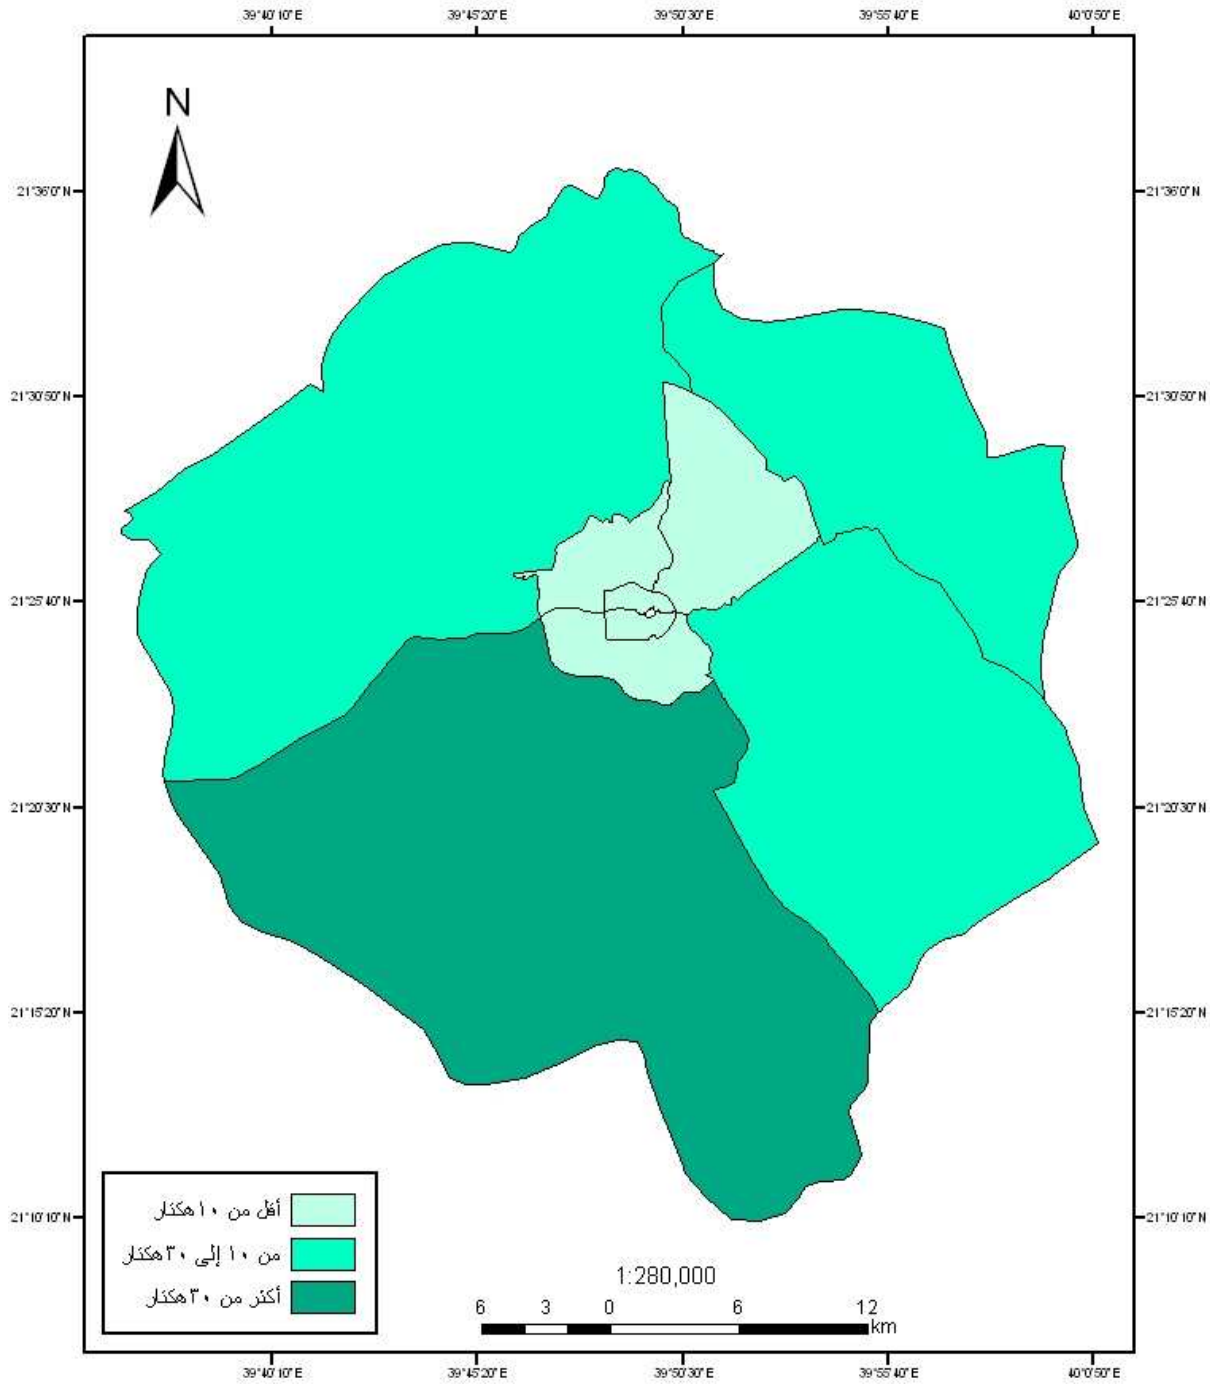 39°40'10"E 39°45'20"E 39°50'30"E 39°55'40"E 40°0'50"E
N
21°36'0"N 21°36'0"N
21°30'50"N 21°30'50"N
21°25'40"N 21°25'40"N
21°20'30"N 21°20'30"N
21°15'20"N 21°15'20"N
21°10'10"N 21°10'10"N
أقل من ١٠ هكتار
من ١٠ إلى ٣٠ هكتار
أكثر من ٣٠ هكتار
1:280,000
6 3 0 6 12
km
39°40'10"E 39°45'20"E 39°50'30"E 39°55'40"E 40°0'50"E